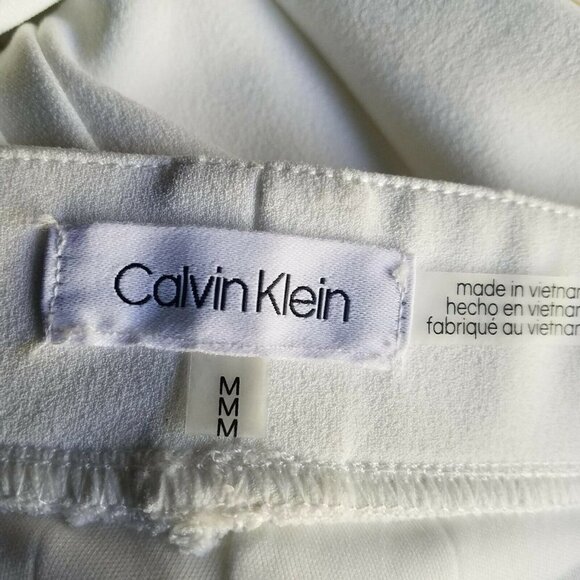 Calvin Klein
made in vietnam
hecho en vietnam
fabriqué au vietnam
M
M
M